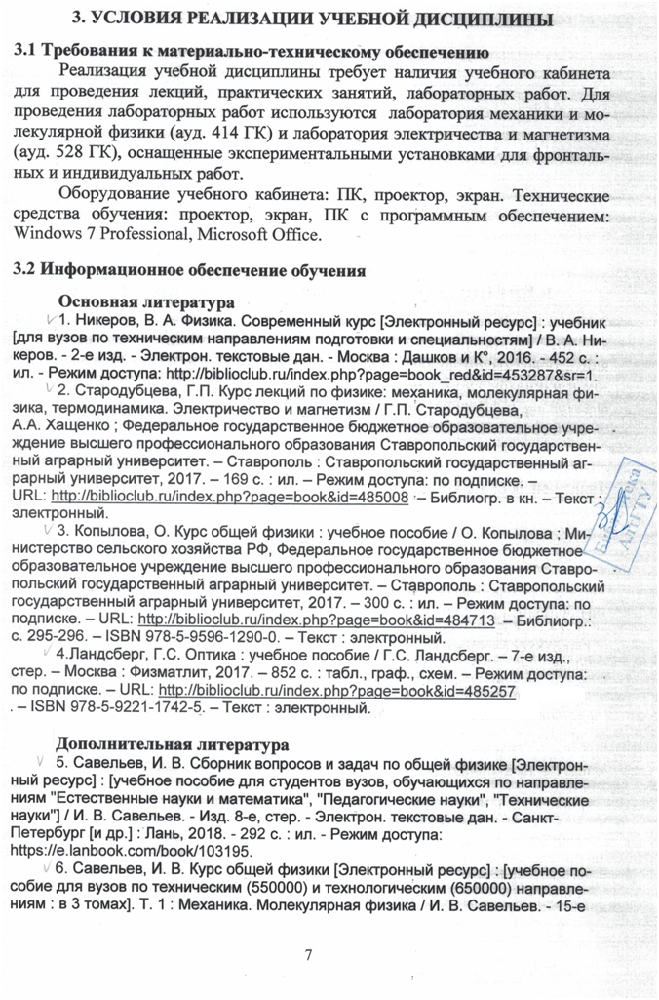 3. УСЛОВИЯ РЕАЛИЗАЦИИ УЧЕБНОЙ ДИСЦИПЛИНЫ
3.1 Требования к материально-техническому обеспечению
Реализация учебной дисциплины требует наличия учебного кабинета
для проведения лекций, практических занятий, лабораторных работ. Для
проведения лабораторных работ используются лаборатория механики и мо-
лекулярной физики (ауд. 414 ГК) и лаборатория электричества и магнетизма
(ауд. 528 ГК), оснащенные экспериментальными установками для фронталь-
ных и индивидуальных работ.
Оборудование учебного кабинета: ПК, проектор, экран. Технические
средства обучения: проектор, экран, ПК с программным обеспечением:
Windows 7 Professional, Microsoft Office.
3.2 Информационное обеспечение обучения
Основная литература
1. Никеров, В. А. Физика. Современный курс [Электронный ресурс] : учебник
[для вузов по техническим направлениям подготовки и специальностям] / В. А. Ни-
керов. - 2-е изд. - Электрон. текстовые дан. - Москва : Дашков и К°, 2016. - 452 с. :
ил. - Режим доступа: http://biblioclub.ru/index.php?page=book_red&id=453287&sr=1.
2. Стародубцева, Г.П. Курс лекций по физике: механика, молекулярная фи-
зика, термодинамика. Электричество и магнетизм / Г.П. Стародубцева,
А.А. Хащенко ; Федеральное государственное бюджетное образовательное учре-
ждение высшего профессионального образования Ставропольский государствен-
ный аграрный университет. – Ставрополь : Ставропольский государственный аг-
рарный университет, 2017. – 169 с. : ил. – Режим доступа: по подписке. –
URL: http://biblioclub.ru/index.php?page=book&id=485008 – Библиогр. в кн. – Текст :
электронный.
3. Копылова, О. Курс общей физики : учебное пособие / О. Копылова ; Ми-
нистерство сельского хозяйства РФ, Федеральное государственное бюджетное
образовательное учреждение высшего профессионального образования Ставро-
польский государственный аграрный университет. – Ставрополь : Ставропольский
государственный аграрный университет, 2017. – 300 с. : ил. – Режим доступа: по
подписке. – URL: http://biblioclub.ru/index.php?page=book&id=484713 – Библиогр.:
с. 295-296. – ISBN 978-5-9596-1290-0. – Текст : электронный.
4.Ландсберг, Г.С. Оптика : учебное пособие / Г.С. Ландсберг. – 7-е изд.,
стер. – Москва : Физматлит, 2017. – 852 с. : табл., граф., схем. – Режим доступа:
по подписке. – URL: http://biblioclub.ru/index.php?page=book&id=485257
. – ISBN 978-5-9221-1742-5. – Текст : электронный.
Дополнительная литература
5. Савельев, И. В. Сборник вопросов и задач по общей физике [Электрон-
ный ресурс] : [учебное пособие для студентов вузов, обучающихся по направле-
ниям "Естественные науки и математика", "Педагогические науки", "Технические
науки"] / И. В. Савельев. - Изд. 8-е, стер. - Электрон. текстовые дан. - Санкт-
Петербург [и др.] : Лань, 2018. - 292 с. : ил. - Режим доступа:
https://e.lanbook.com/book/103195.
6. Савельев, И. В. Курс общей физики [Электронный ресурс] : [учебное по-
собие для вузов по техническим (550000) и технологическим (650000) направле-
ниям : в 3 томах]. Т. 1 : Механика. Молекулярная физика / И. В. Савельев. - 15-е
7